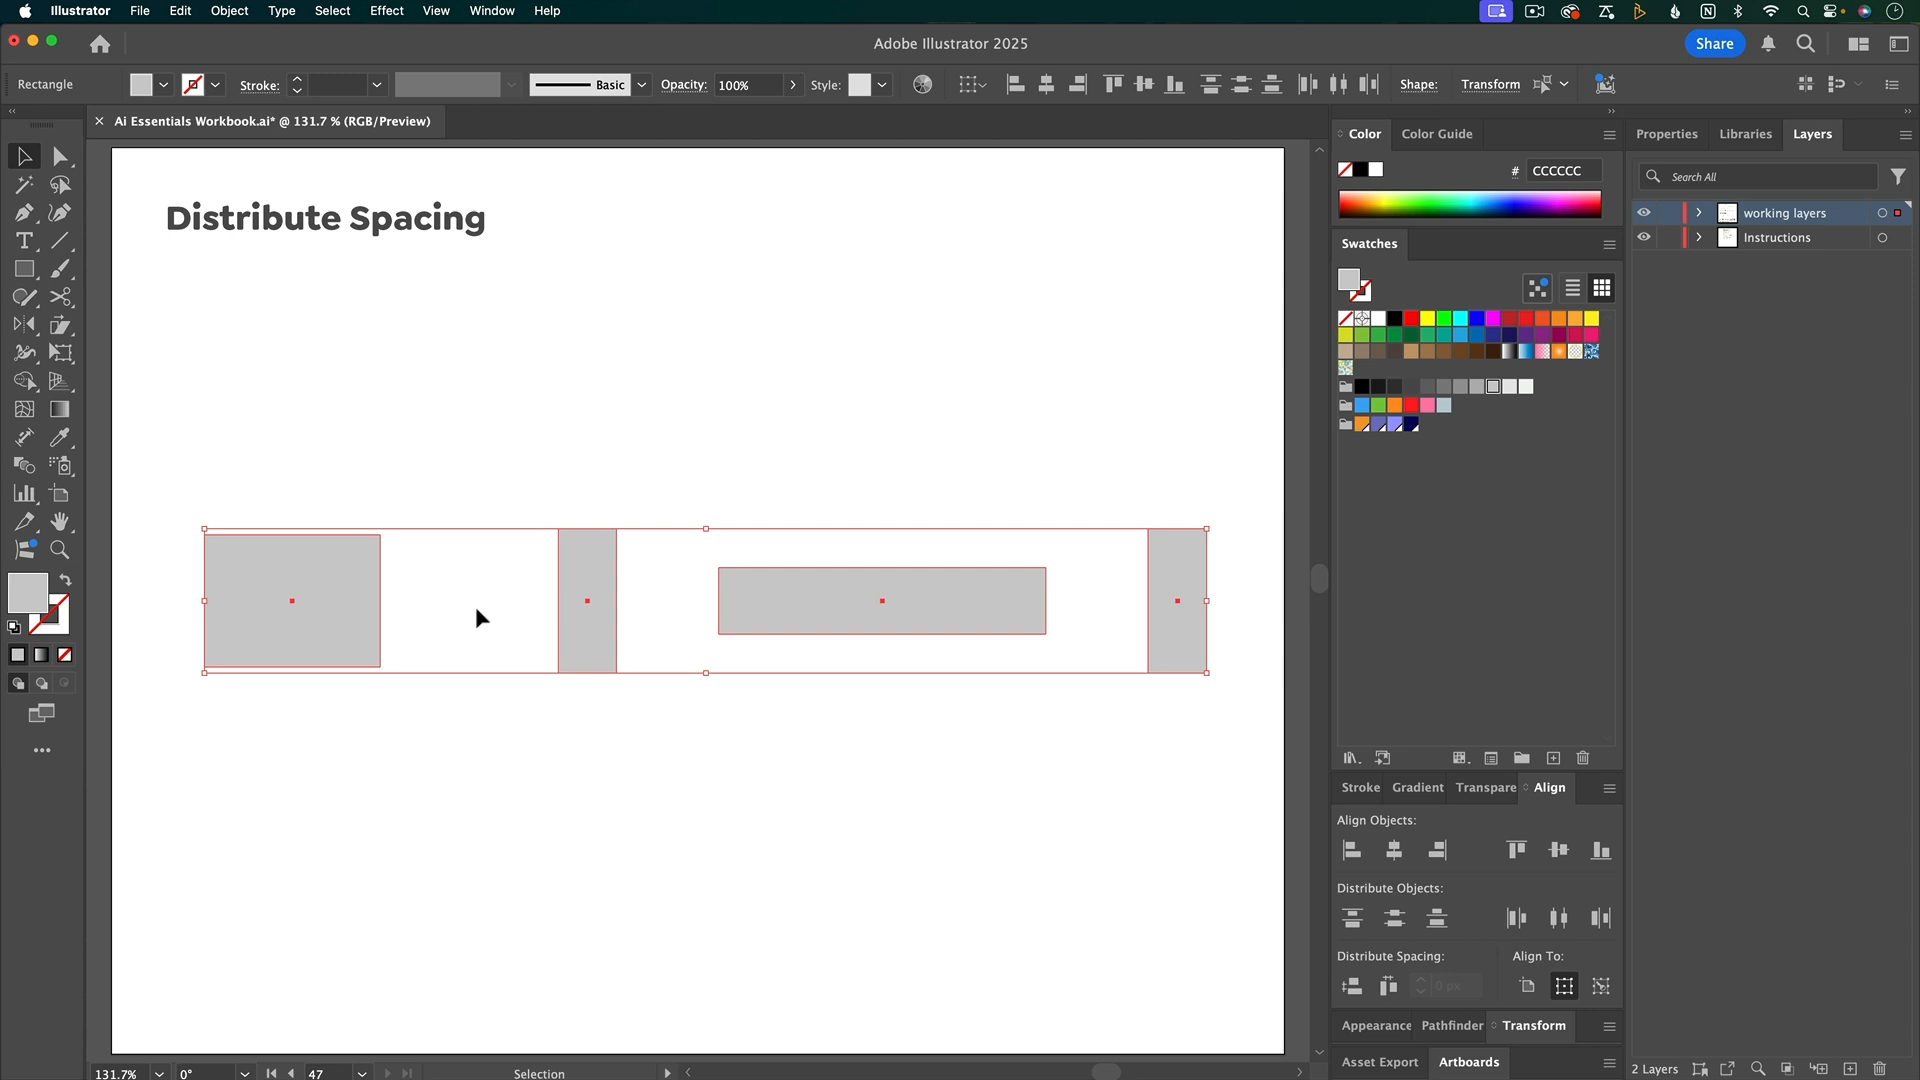 Illustrator File Edit Object Type Select Effect View Window Help
Adobe Illustrator 2025
Share
Rectangle
Stroke:
Basic
Opacity: 100%
Style:
Shape:
Transform
Ai Essentials Workbook.ai* @ 131.7 % (RGB/Preview)
Distribute Spacing
Color Color Guide
# CCCCCC
Swatches
Properties Libraries Layers
Search All
working layers
Instructions
Stroke Gradient Transpare Align
Align Objects:
Distribute Objects:
Distribute Spacing: Align To:
0 px
Appearance Pathfinder Transform
Asset Export Artboards
131.7% 0° 47 Selection
2 Layers